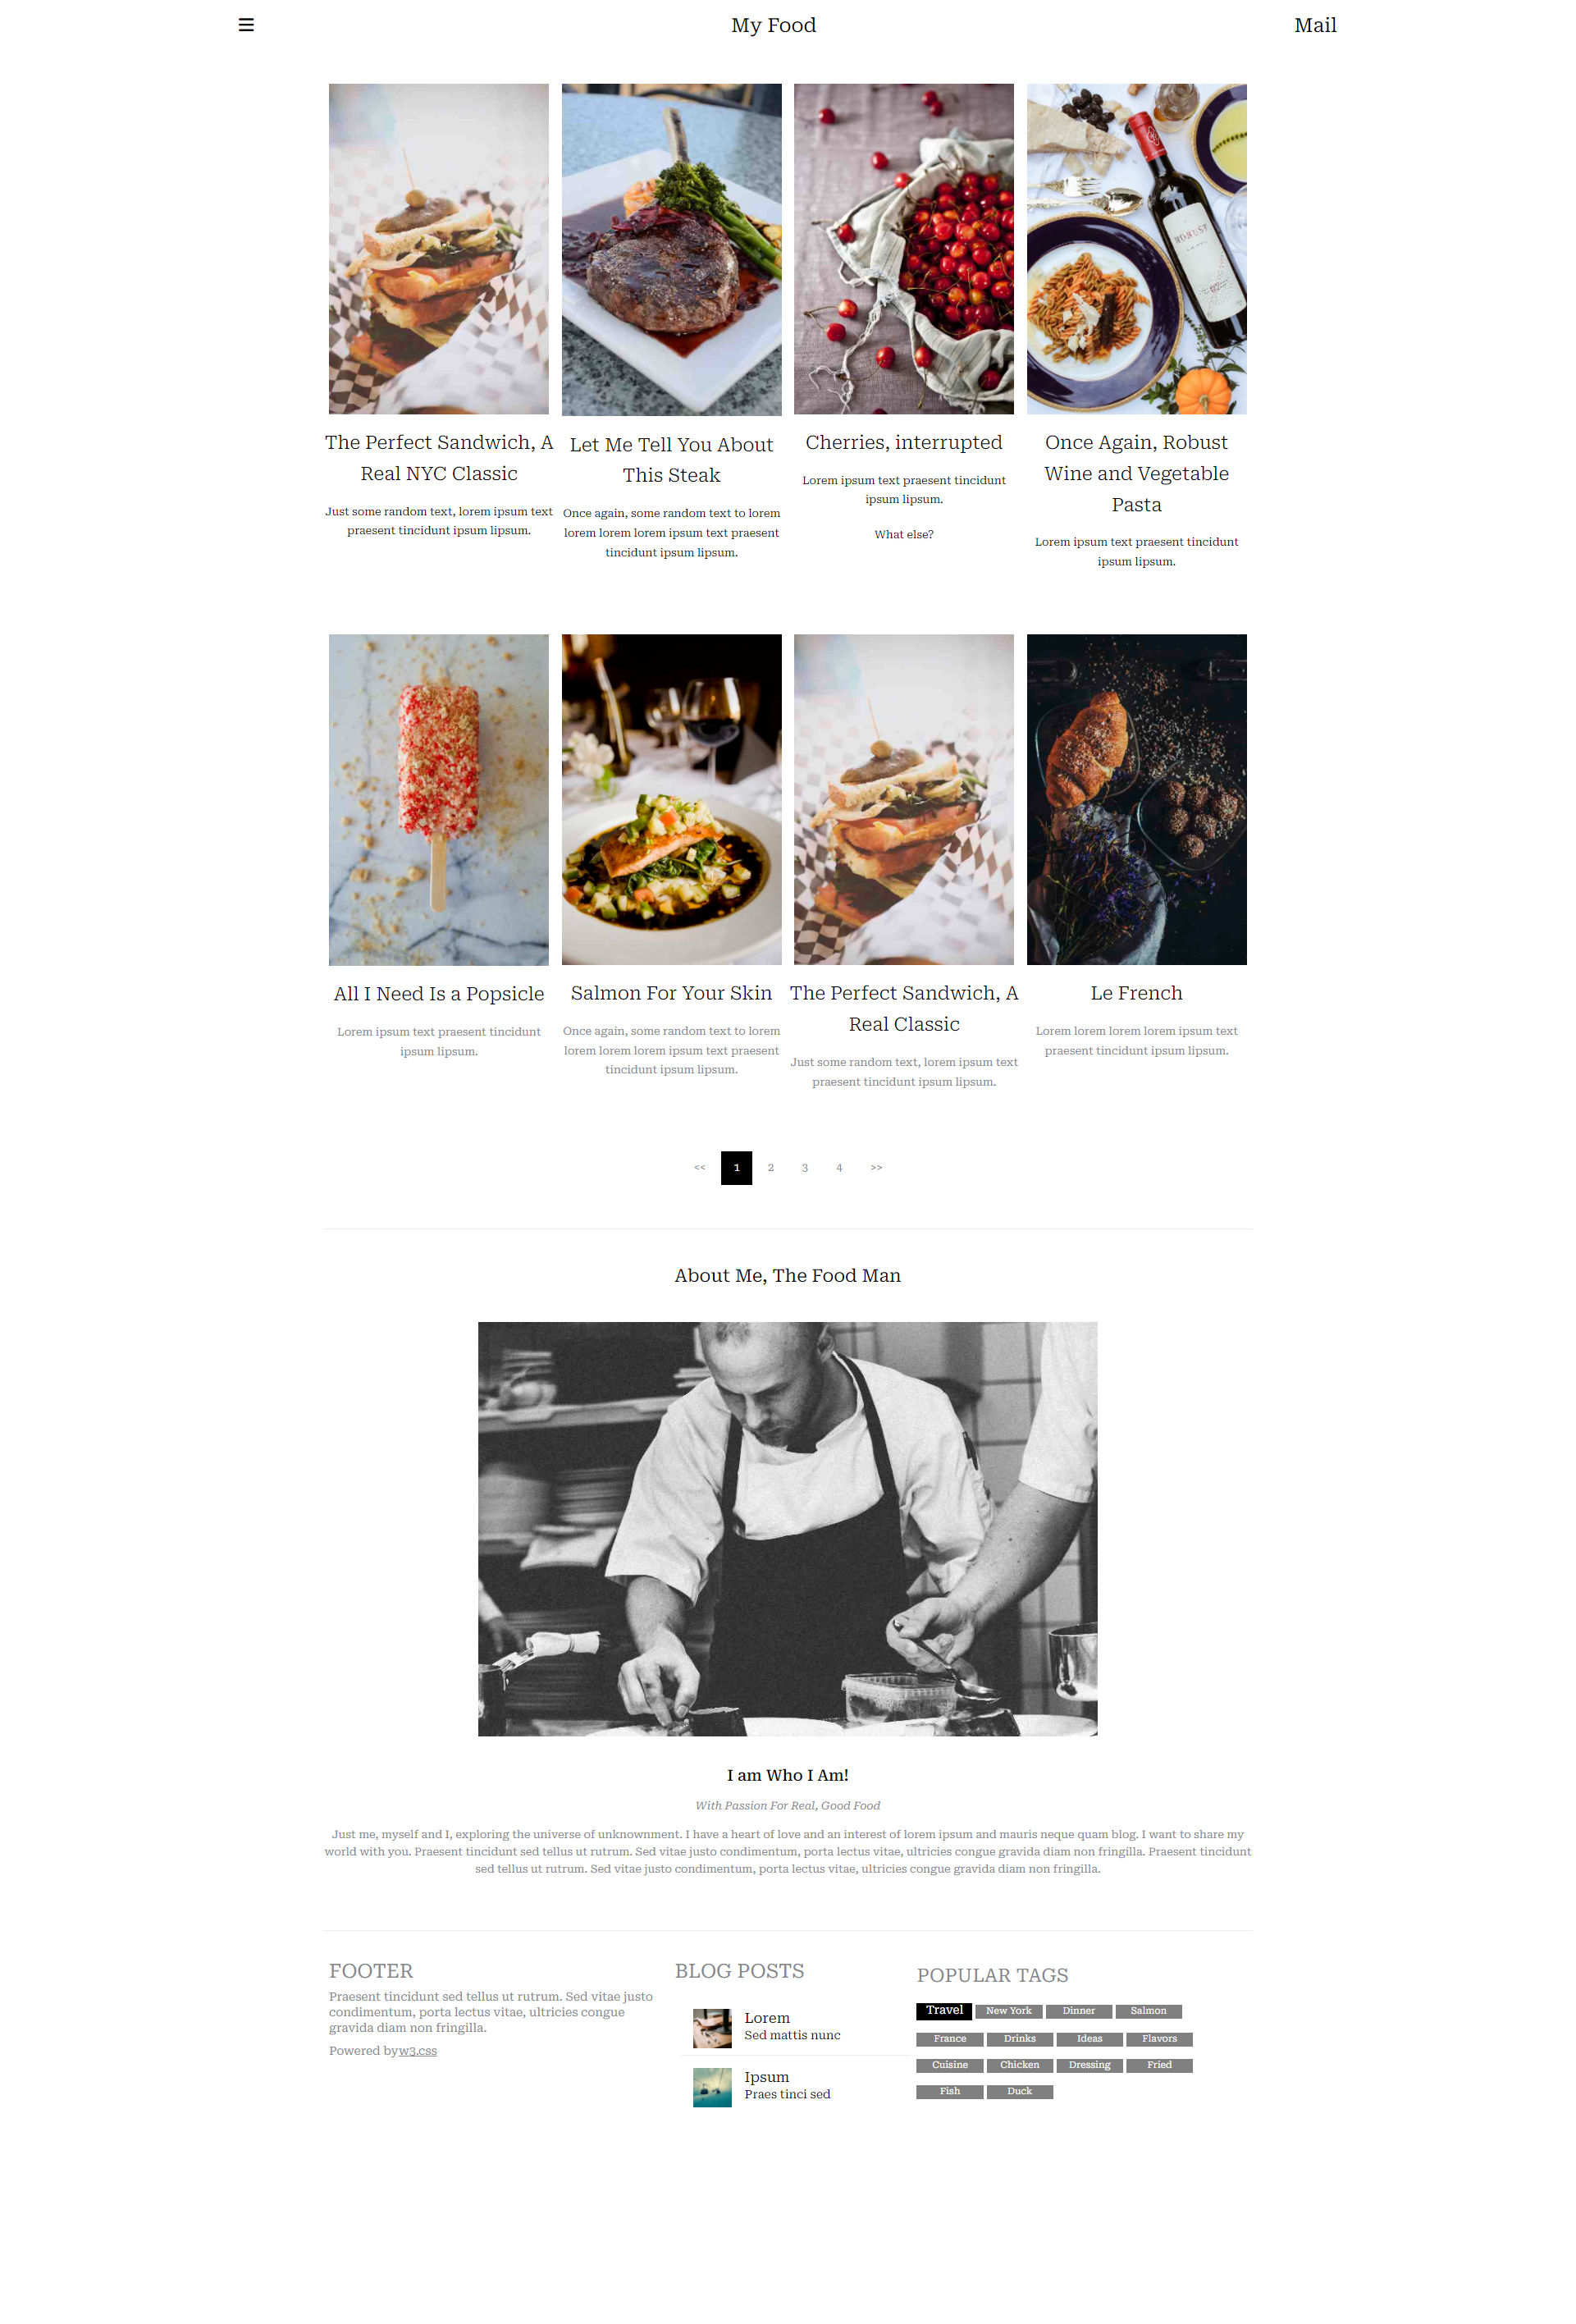 My Food
Mail
The Perfect Sandwich, A
Real NYC Classic
Just some random text, lorem ipsum text
praesent tincidunt ipsum lipsum.
Let Me Tell You About
This Steak
Once again, some random text to lorem
lorem lorem lorem ipsum text praesent
tincidunt ipsum lipsum.
Cherries, interrupted
Lorem ipsum text praesent tincidunt
ipsum lipsum.
What else?
ROBUST
Once Again, Robust
Wine and Vegetable
Pasta
Lorem ipsum text praesent tincidunt
ipsum lipsum.
All I Need Is a Popsicle
Lorem ipsum text praesent tincidunt
ipsum lipsum.
Salmon For Your Skin
Once again, some random text to lorem
lorem lorem lorem ipsum text praesent
tincidunt ipsum lipsum.
The Perfect Sandwich, A
Real Classic
Just some random text, lorem ipsum text
praesent tincidunt ipsum lipsum.
Le French
Lorem lorem lorem lorem ipsum text
praesent tincidunt ipsum lipsum.
<< 1 2 3 4 >>
About Me, The Food Man
I am Who I Am!
With Passion For Real, Good Food
Just me, myself and I, exploring the universe of unknownment. I have a heart of love and an interest of lorem ipsum and mauris neque quam blog. I want to share my
world with you. Praesent tincidunt sed tellus ut rutrum. Sed vitae justo condimentum, porta lectus vitae, ultricies congue gravida diam non fringilla. Praesent tincidunt
sed tellus ut rutrum. Sed vitae justo condimentum, porta lectus vitae, ultricies congue gravida diam non fringilla.
FOOTER
Praesent tincidunt sed tellus ut rutrum. Sed vitae justo
condimentum, porta lectus vitae, ultricies congue
gravida diam non fringilla.
Powered byw3.css
BLOG POSTS
Lorem
Sed mattis nunc
Ipsum
Praes tinci sed
POPULAR TAGS
Travel New York Dinner Salmon
France Drinks Ideas Flavors
Cuisine Chicken Dressing Fried
Fish Duck